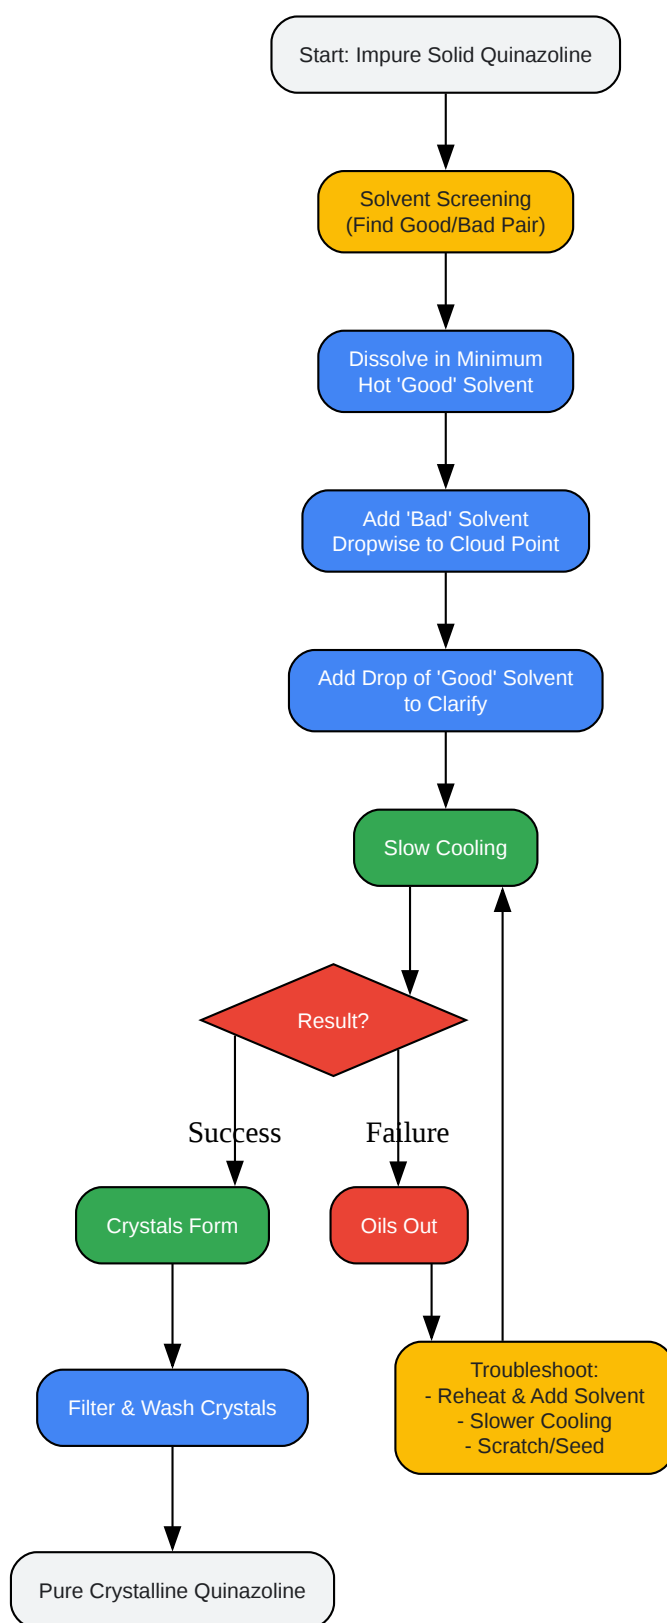 Start: Impure Solid Quinazoline
Solvent Screening
(Find Good/Bad Pair)
Dissolve in Minimum
Hot 'Good' Solvent
Add 'Bad' Solvent
Dropwise to Cloud Point
Add Drop of 'Good' Solvent
to Clarify
Slow Cooling
Result?
Success
Failure
Crystals Form
Oils Out
Troubleshoot:
- Reheat & Add Solvent
- Slower Cooling
- Scratch/Seed
Filter & Wash Crystals
Pure Crystalline Quinazoline